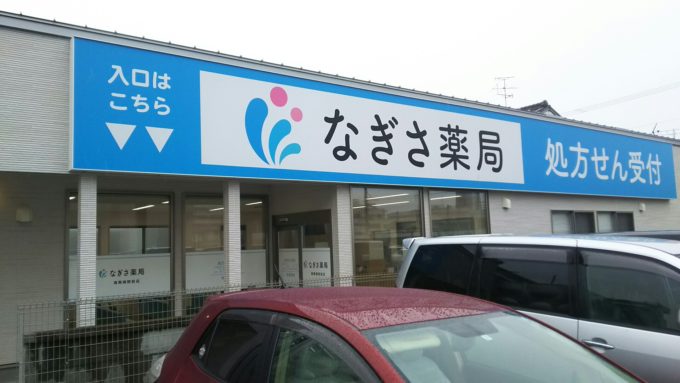 入口は
こちら
なぎさ薬局
処方せん受付
なぎさ薬局